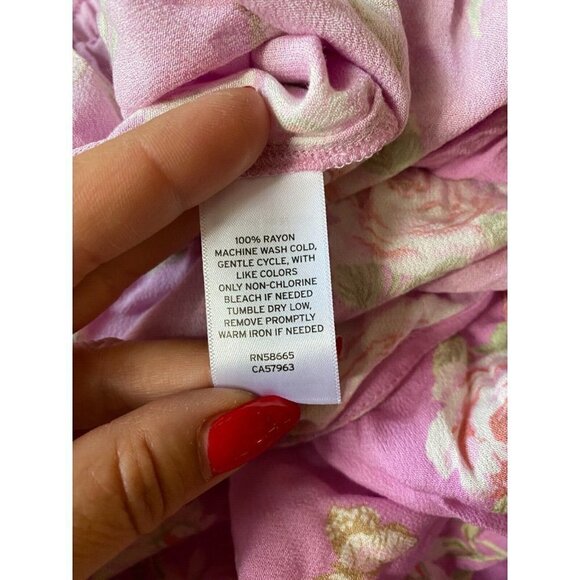 100% RAYON
MACHINE WASH COLD,
GENTLE CYCLE, WITH
LIKE COLORS
ONLY NON-CHLORINE
BLEACH IF NEEDED
TUMBLE DRY LOW,
REMOVE PROMPTLY
WARM IRON IF NEEDED
RN58665
CA57963